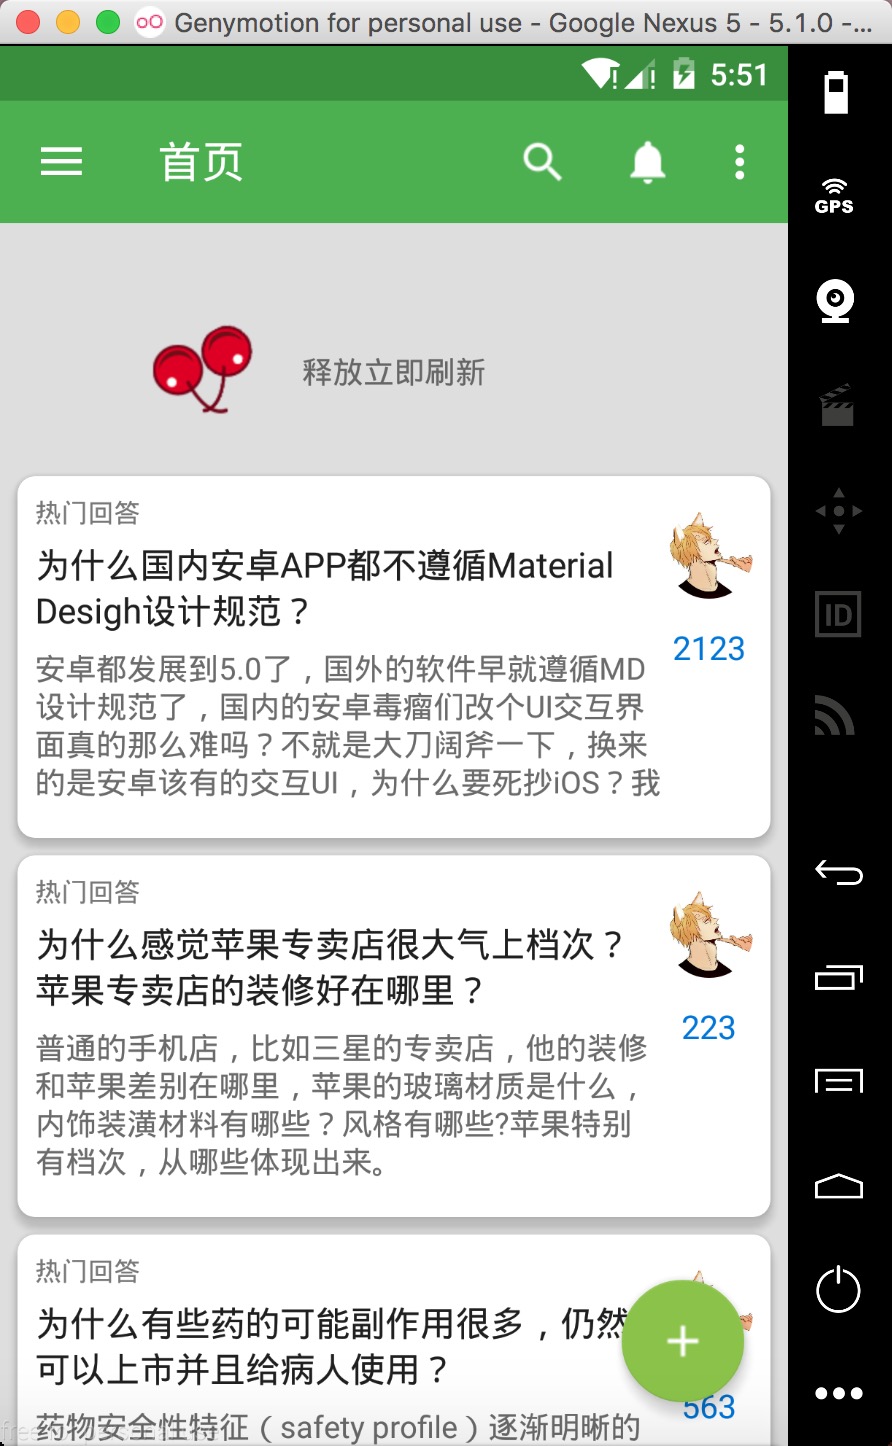 Genymotion for personal use - Google Nexus 5 - 5.1.0 -...
5:51
首页
GPS
释放立即刷新
热门回答
为什么国内安卓APP都不遵循Material
Desigh设计规范？
2123
安卓都发展到5.0了，国外的软件早就遵循MD
设计规范了，国内的安卓毒瘤们改个UI交互界
面真的那么难吗？不就是大刀阔斧一下，换来
的是安卓该有的交互UI，为什么要死抄iOS？我
ID
热门回答
为什么感觉苹果专卖店很大气上档次？
苹果专卖店的装修好在哪里？
223
普通的手机店，比如三星的专卖店，他的装修
和苹果差别在哪里，苹果的玻璃材质是什么，
内饰装潢材料有哪些？风格有哪些?苹果特别
有档次，从哪些体现出来。
热门回答
为什么有些药的可能副作用很多，仍然
可以上市并且给病人使用？
563
药物安全性特征（safety profile）逐渐明晰的
free for personal use